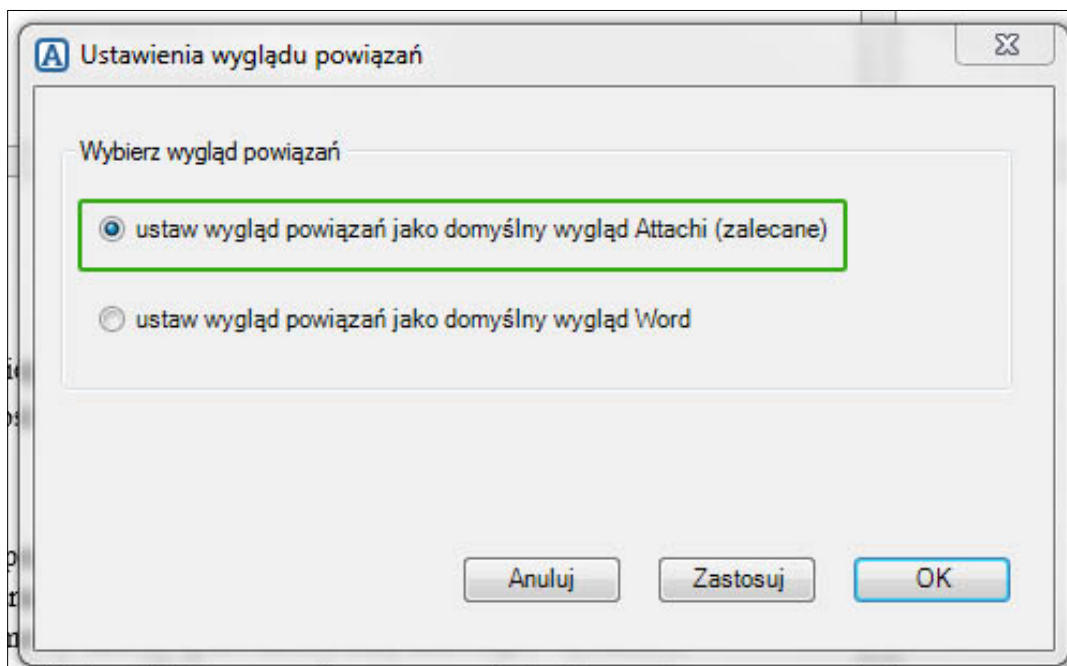 Ustawienia wyglądu powiązań
Wybierz wygląd powiązań
ustaw wygląd powiązań jako domyślny wygląd Attachi (zalecane)
ustaw wygląd powiązań jako domyślny wygląd Word
Anuluj
Zastosuj
OK